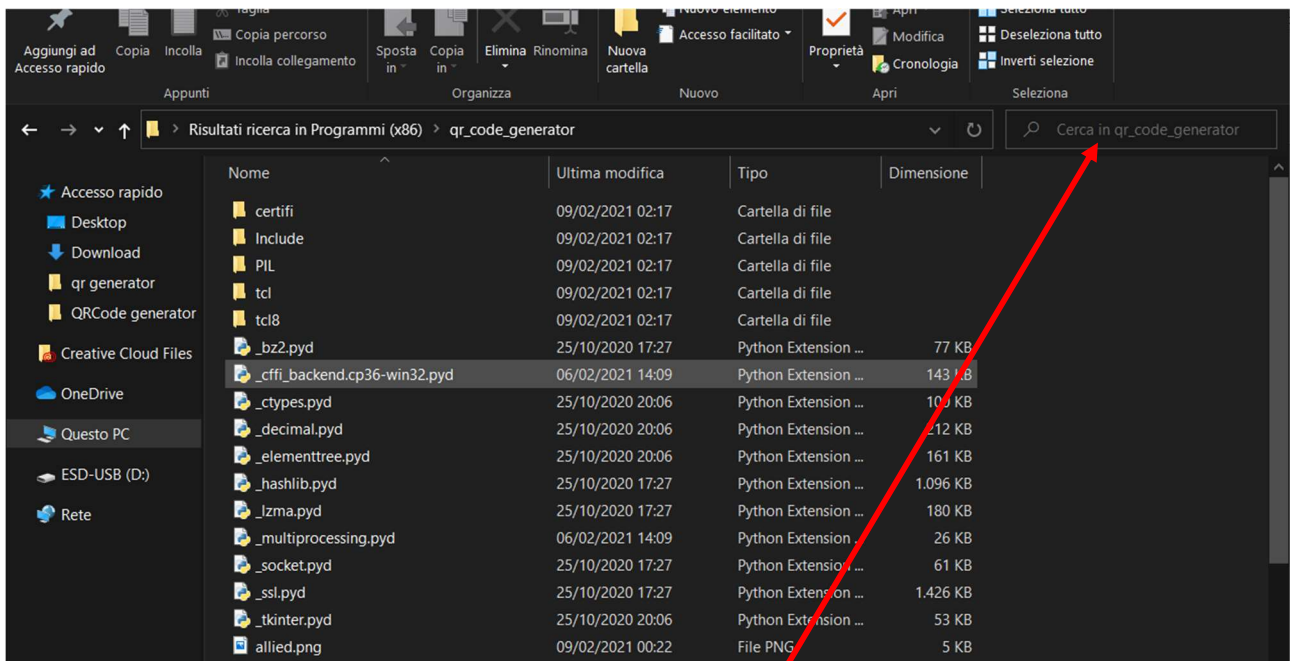 Taglia
Nuovo elemento
Apri
Seleziona tutto
Copia percorso
Accesso facilitato
Modifica
Deseleziona tutto
Aggiungi ad
Accesso rapido
Copia
Incolla
Incolla collegamento
Sposta
in
Copia
in
Elimina
Rinomina
Nuova
cartella
Proprietà
Cronologia
Inverti selezione
Appunti
Organizza
Nuovo
Apri
Seleziona
Risultati ricerca in Programmi (x86) > qr_code_generator
Cerca in qr_code_generator
Accesso rapido
Desktop
Download
qr generator
QRCode generator
Creative Cloud Files
OneDrive
Questo PC
ESD-USB (D:)
Rete
Nome Ultima modifica Tipo Dimensione
certifi 09/02/2021 02:17 Cartella di file
Include 09/02/2021 02:17 Cartella di file
PIL 09/02/2021 02:17 Cartella di file
tcl 09/02/2021 02:17 Cartella di file
tcl8 09/02/2021 02:17 Cartella di file
_bz2.pyd 25/10/2020 17:27 Python Extension ... 77 KB
_cffi_backend.cp36-win32.pyd 06/02/2021 14:09 Python Extension ... 143 KB
_ctypes.pyd 25/10/2020 20:06 Python Extension ... KB
_decimal.pyd 25/10/2020 20:06 Python Extension ... 212 KB
_elementtree.pyd 25/10/2020 20:06 Python Extension ... 161 KB
_hashlib.pyd 25/10/2020 17:27 Python Extension ... 1.096 KB
_lzma.pyd 25/10/2020 17:27 Python Extension ... 180 KB
_multiprocessing.pyd 06/02/2021 14:09 Python Extension ... 26 KB
_socket.pyd 25/10/2020 17:27 Python Extension ... 61 KB
_ssl.pyd 25/10/2020 17:27 Python Extension ... 1.426 KB
_tkinter.pyd 25/10/2020 20:06 Python Extension ... 53 KB
allied.png 09/02/2021 00:22 File PNG 5 KB